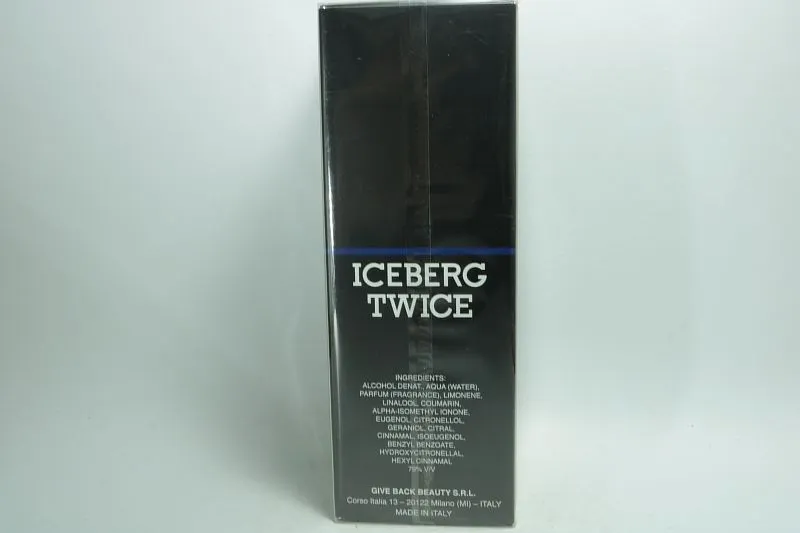 ICEBERG
TWICE
INGREDIENTS:
ALCOHOL DENAT., AQUA (WATER),
PARFUM (FRAGRANCE), LIMONENE,
LINALOOL, COUMARIN,
ALPHA-ISOMETHYL IONONE,
EUGENOL, CITRONELLOL,
GERANIOL, CITRAL,
CINNAMAL, ISOEUGENOL,
BENZYL BENZOATE,
HYDROXYCITRONELLAL,
HEXYL CINNAMAL
79% V/V
GIVE BACK BEAUTY S.R.L.
Corso Italia 13 – 20122 Milano (MI) – ITALY
MADE IN ITALY